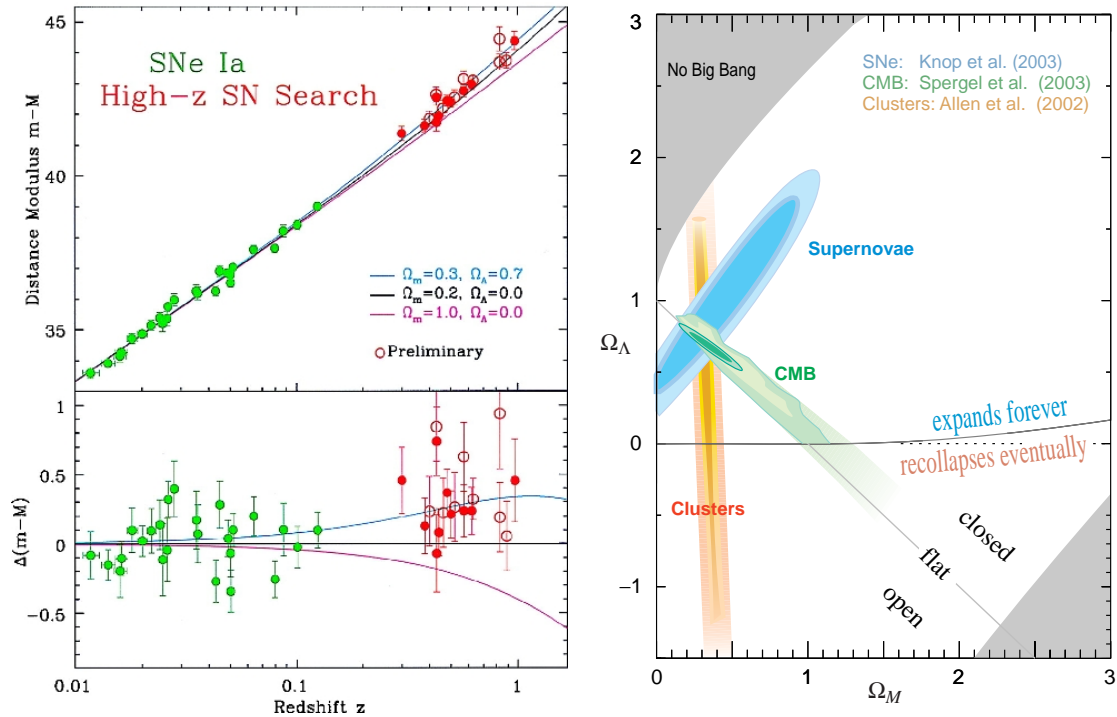 45
40
35
Distance Modulus m-M
SNe Ia
High-z SN Search
Ωm=0.3, ΩΛ=0.7
Ωm=0.2, ΩΛ=0.0
Ωm=1.0, ΩΛ=0.0
Preliminary
1
0.5
0
-0.5
Δ(m-M)
0.01
0.1
1
Redshift z
3
2
1
0
−1
ΩΛ
No Big Bang
SNe: Knop et al. (2003)
CMB: Spergel et al. (2003)
Clusters: Allen et al. (2002)
Supernovae
CMB
expands forever
recollapses eventually
Clusters
closed
flat
open
0
1
2
3
ΩM